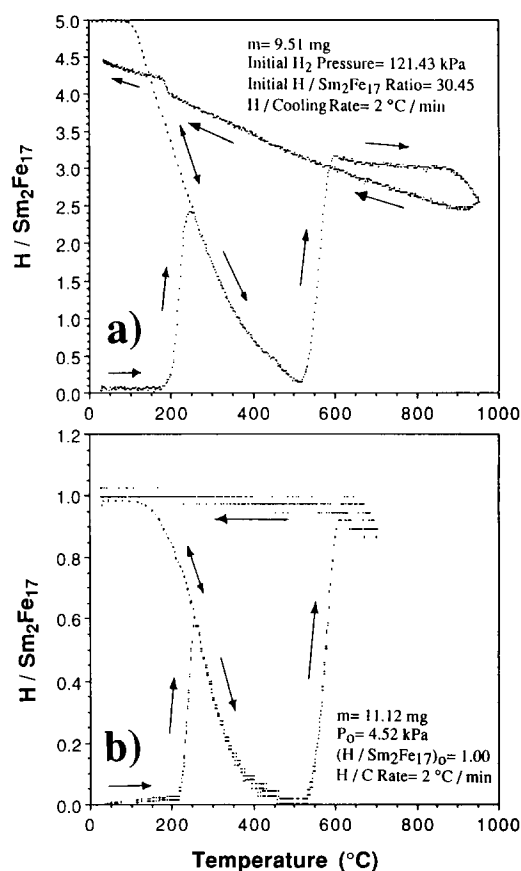 5.0
4.5
4.0
3.5
3.0
2.5
2.0
1.5
1.0
0.5
0.0
H / Sm2Fe17
m= 9.51 mg
Initial H2 Pressure= 121.43 kPa
Initial H / Sm2Fe17 Ratio= 30.45
H / Cooling Rate= 2 °C / min
a)
0 200 400 600 800 1000
1.2
1.0
0.8
0.6
0.4
0.2
0.0
H / Sm2Fe17
b)
m= 11.12 mg
Po= 4.52 kPa
(H / Sm2Fe17)o= 1.00
H / C Rate= 2 °C / min
0 200 400 600 800 1000
Temperature (°C)